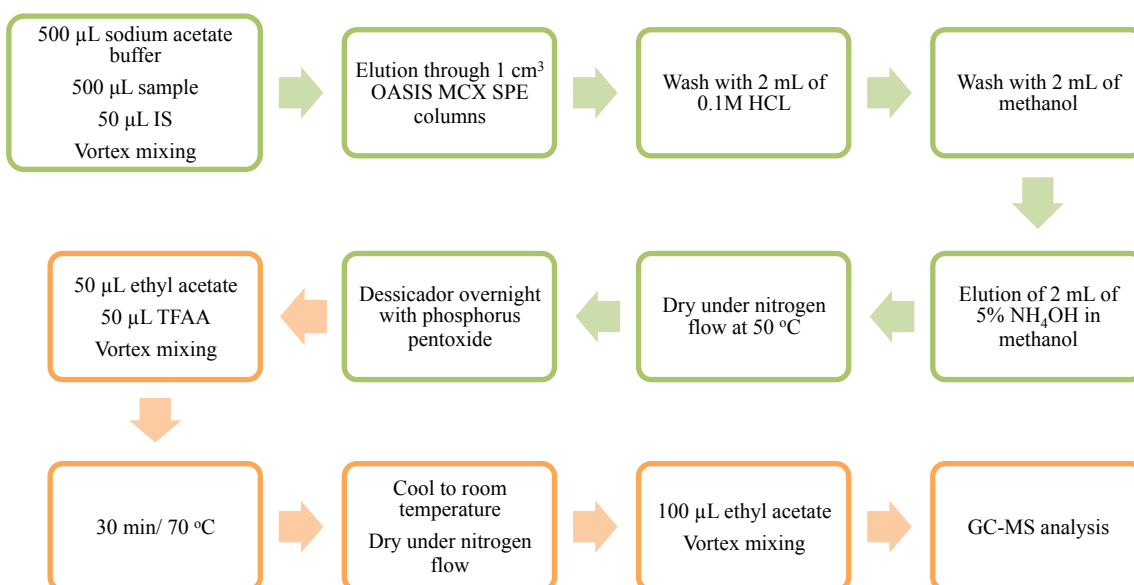 500 µL sodium acetate
buffer
500 µL sample
50 µL IS
Vortex mixing
Elution through 1 cm³
OASIS MCX SPE
columns
Wash with 2 mL of
0.1M HCL
Wash with 2 mL of
methanol
Elution of 2 mL of
5% NH₄OH in
methanol
Dry under nitrogen
flow at 50 ºC
Dessicador overnight
with phosphorus
pentoxide
50 µL ethyl acetate
50 µL TFAA
Vortex mixing
30 min/ 70 ºC
Cool to room
temperature
Dry under nitrogen
flow
100 µL ethyl acetate
Vortex mixing
GC-MS analysis